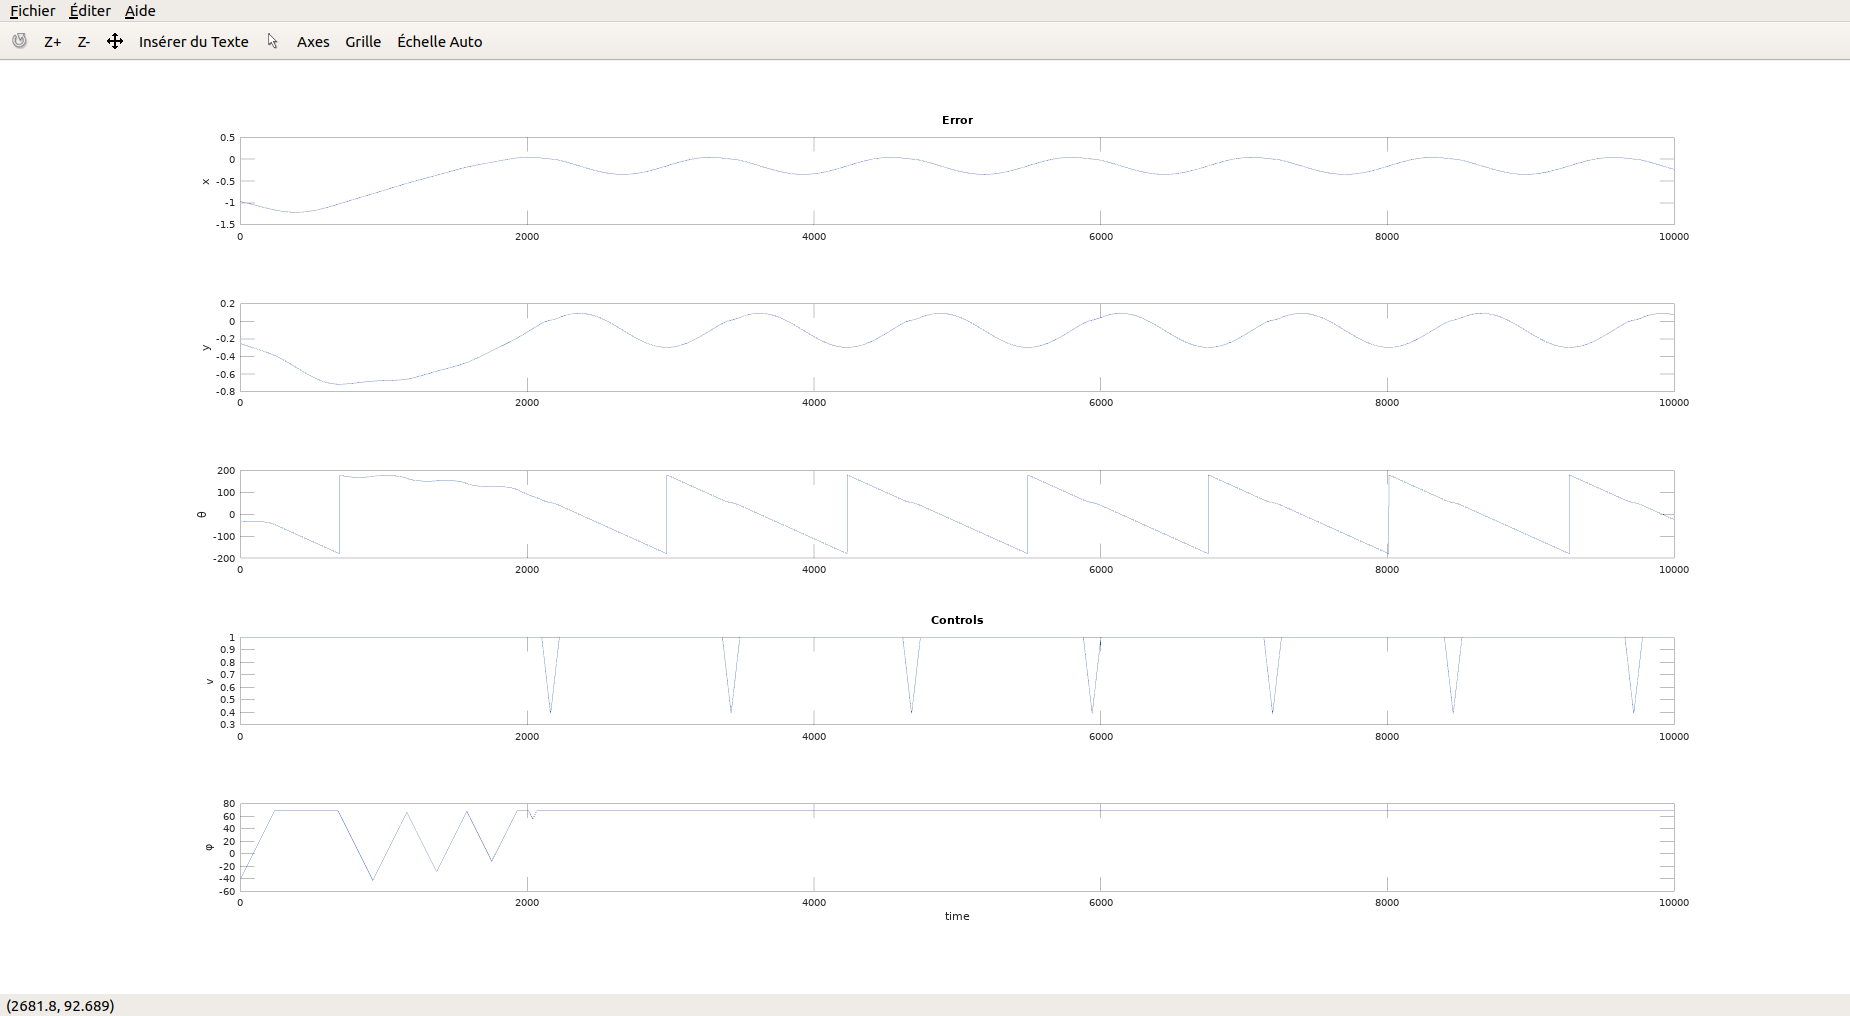 Fichier Éditer Aide
Z+ Z- Insérer du Texte Axes Grille Échelle Auto
Error
0.5
0
-0.5
-1
-1.5
x
0 2000 4000 6000 8000 10000
0.2
0
-0.2
-0.4
-0.6
-0.8
y
0 2000 4000 6000 8000 10000
200
100
0
-100
-200
θ
0 2000 4000 6000 8000 10000
Controls
1
0.9
0.8
0.7
0.6
0.5
0.4
0.3
v
0 2000 4000 6000 8000 10000
80
60
40
20
0
-20
-40
-60
φ
0 2000 4000 6000 8000 10000
time
(2681.8, 92.689)